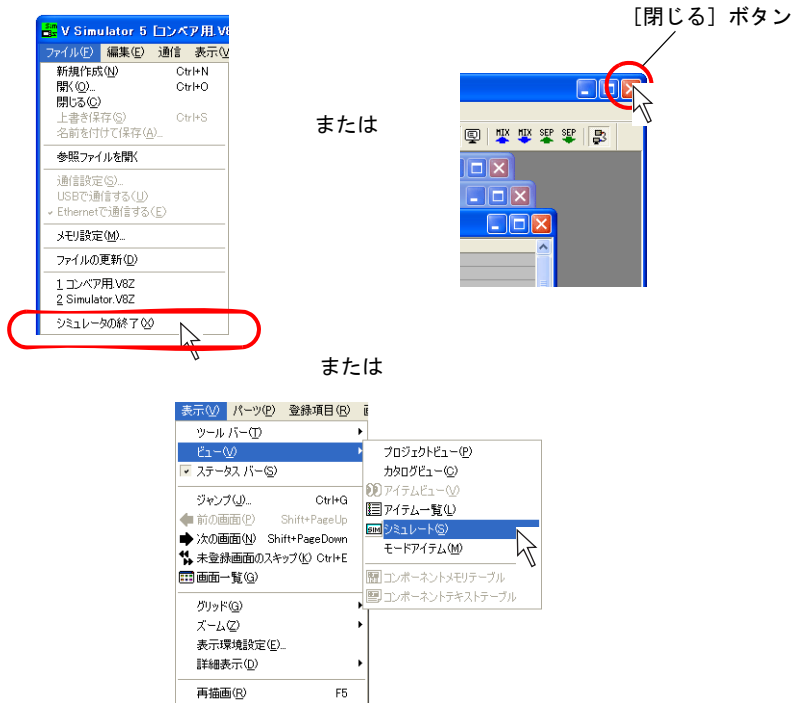 ［閉じる］ボタン
V Simulator 5 [コンベア用.V8
ファイル(F) 編集(E) 通信 表示(V
新規作成(N) Ctrl+N
開く(O)... Ctrl+O
閉じる(C)
上書き保存(S) Ctrl+S
名前を付けて保存(A)...
参照ファイルを開く
通信設定(S)...
USBで通信する(U)
Ethernetで通信する(E)
メモリ設定(M)...
ファイルの更新(D)
1 コンベア用.V8Z
2 Simulator.V8Z
シミュレータの終了(X)
または
MIX MIX SEP SEP
または
表示(V) パーツ(P) 登録項目(R)
ツール バー(T)
ビュー(V)
ステータス バー(S)
ジャンプ(J)... Ctrl+G
前の画面(P) Shift+PageUp
次の画面(N) Shift+PageDown
未登録画面のスキップ(K) Ctrl+E
画面一覧(G)
グリッド(G)
ズーム(Z)
表示環境設定(E)...
詳細表示(D)
再描画(R) F5
プロジェクトビュー(P)
カタログビュー(C)
アイテムビュー(V)
アイテム一覧(L)
SIM シミュレート(S)
モードアイテム(M)
コンポーネントメモリテーブル
コンポーネントテキストテーブル